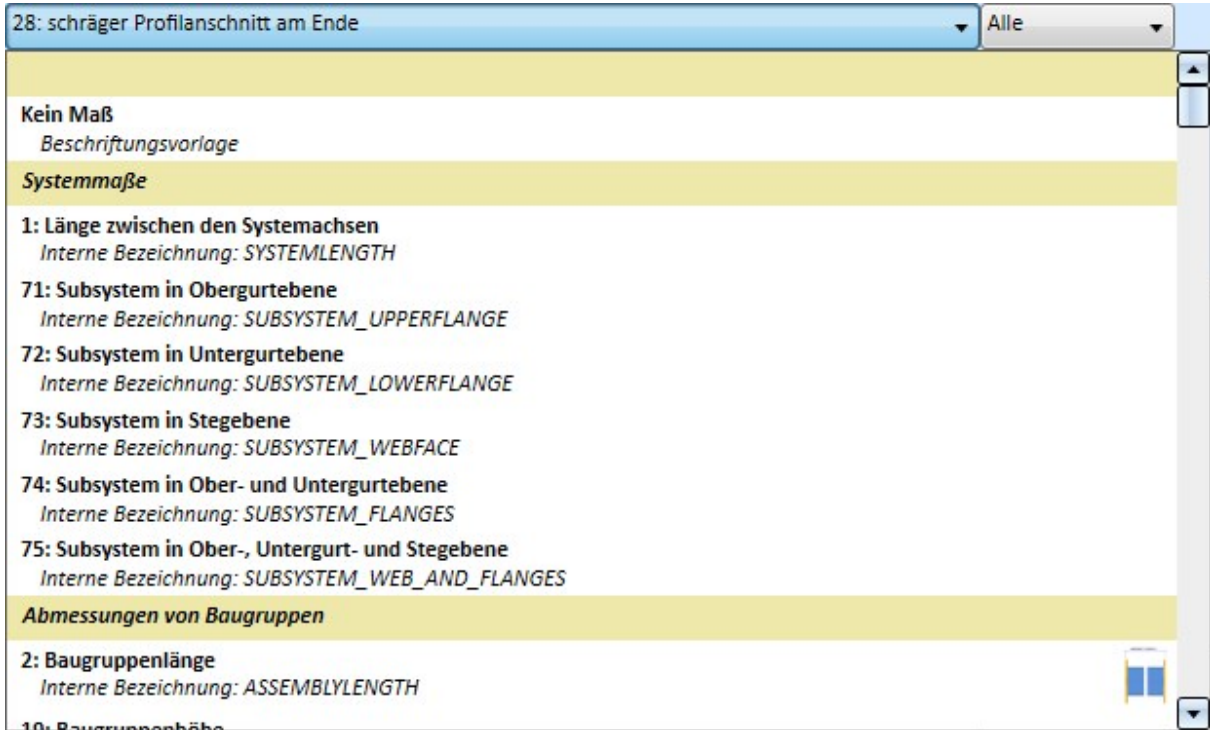 28: schräger Profilanschnitt am Ende
Alle
Kein Maß
Beschriftungsvorlage
Systemmaße
1: Länge zwischen den Systemachsen
Interne Bezeichnung: SYSTEMLENGTH
71: Subsystem in Obergurtebene
Interne Bezeichnung: SUBSYSTEM_UPPERFLANGE
72: Subsystem in Untergurtebene
Interne Bezeichnung: SUBSYSTEM_LOWERFLANGE
73: Subsystem in Stegebene
Interne Bezeichnung: SUBSYSTEM_WEBFACE
74: Subsystem in Ober- und Untergurtebene
Interne Bezeichnung: SUBSYSTEM_FLANGES
75: Subsystem in Ober-, Untergurt- und Stegebene
Interne Bezeichnung: SUBSYSTEM_WEB_AND_FLANGES
Abmessungen von Baugruppen
2: Baugruppenlänge
Interne Bezeichnung: ASSEMBLYLENGTH
Baugruppenhöhe